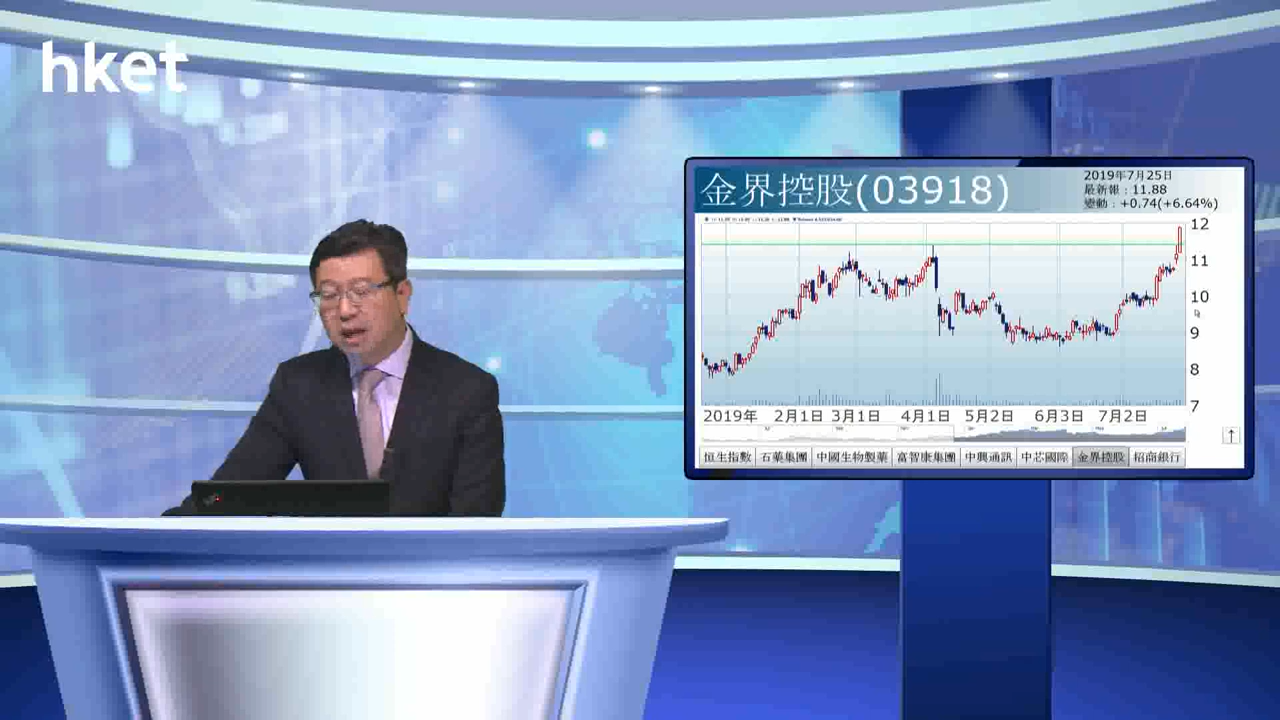 hket
金界控股(03918)
2019年7月25日
最新報：11.88
變動：+0.74(+6.64%)
12
11
10
9
8
7
2019年 2月1日 3月1日 4月1日 5月2日 6月3日 7月2日
恒生指數 石藥集團 中國生物製藥 富智康集團 中興通訊 中芯國際 金界控股 招商銀行